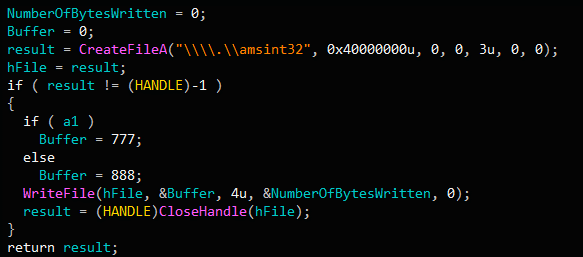 NumberOfBytesWritten = 0;
Buffer = 0;
result = CreateFileA("\\\\.\\amsint32", 0x40000000u, 0, 0, 3u, 0, 0);
hFile = result;
if ( result != (HANDLE)-1 )
{
  if ( a1 )
    Buffer = 777;
  else
    Buffer = 888;
  WriteFile(hFile, &Buffer, 4u, &NumberOfBytesWritten, 0);
  result = (HANDLE)CloseHandle(hFile);
}
return result;